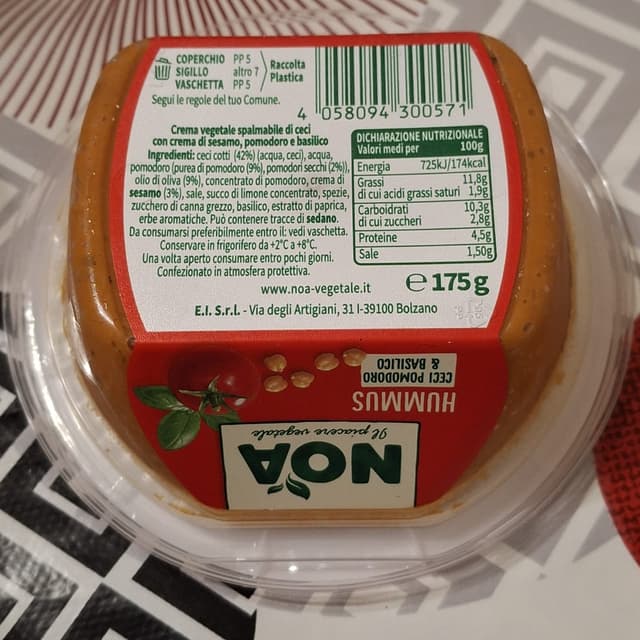 COPERCHIO PP 5
SIGILLO altro 7
VASCHETTA PP 5
Raccolta
Plastica
Segui le regole del tuo Comune.
4 058094 300571
Crema vegetale spalmabile di ceci
con crema di sesamo, pomodoro e basilico
Ingredienti: ceci cotti (42%) (acqua, ceci), acqua,
pomodoro (purea di pomodoro (9%), pomodori secchi (2%)),
olio di oliva (9%), concentrato di pomodoro, crema di
sesamo (3%), sale, succo di limone concentrato, spezie,
zucchero di canna grezzo, basilico, estratto di paprica,
erbe aromatiche. Può contenere tracce di sedano.
Da consumarsi preferibilmente entro il: vedi vaschetta.
Conservare in frigorifero da +2°C a +8°C.
Una volta aperto consumare entro pochi giorni.
Confezionato in atmosfera protettiva.
DICHIARAZIONE NUTRIZIONALE
Valori medi per 100g
Energia 725kJ/174kcal
Grassi 11,8g
di cui acidi grassi saturi 1,9g
Carboidrati 10,3g
di cui zuccheri 2,8g
Proteine 4,5g
Sale 1,50g
www.noa-vegetale.it
e 175g
E.I. S.r.l. - Via degli Artigiani, 31 I-39100 Bolzano
NOA
Il piacere vegetale
HUMMUS
CECI POMODORO
& BASILICO